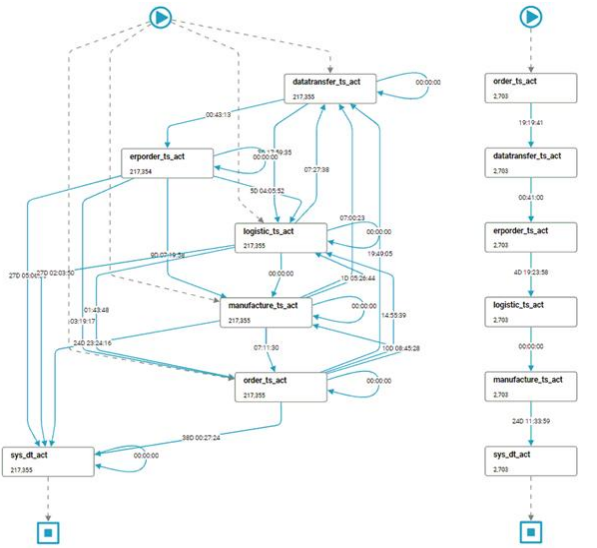 datatransfer_ts_act
217,355
00:00:00
00:43:13
erporder_ts_act
217,354
00:00:00
07:27:38
5D 04:05:52
07:00:23
logistic_ts_act
217,355
00:00:00
19:49:05
00:00:00
1D 05:28:44
01:43:48
manufacture_ts_act
217,355
00:00:00
14:55:39
03:19:17
24D 23:24:16
07:11:30
10D 08:45:28
order_ts_act
217,355
00:00:00
38D 00:27:24
sys_dt_act
217,355
00:00:00
order_ts_act
2,703
19:19:41
datatransfer_ts_act
2,703
00:41:00
erporder_ts_act
2,703
4D 19:23:58
logistic_ts_act
2,703
00:00:00
manufacture_ts_act
2,703
24D 11:33:59
sys_dt_act
2,703